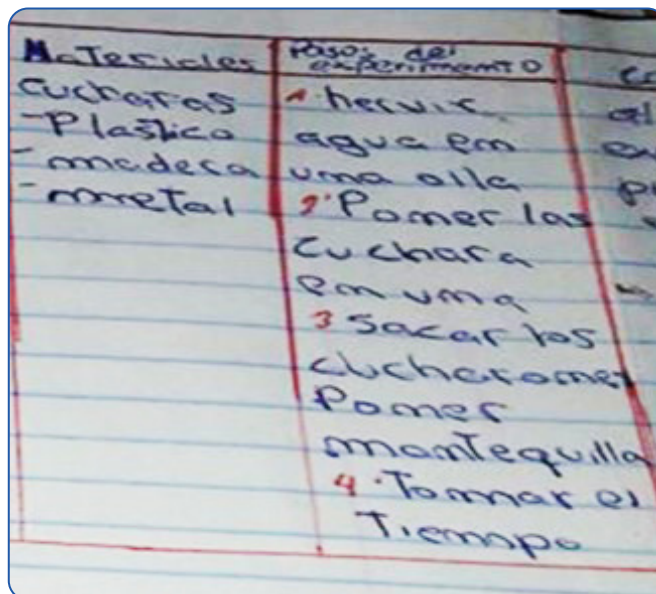 Materiales
cucharas
-Plastico
-madera
-metal
Pasos del
experimento
1. hervir
agua en
una olla
2. Poner las
cuchara
en una
3 Sacar los
Poner
mantequilla
4. Tomar el
Tiempo